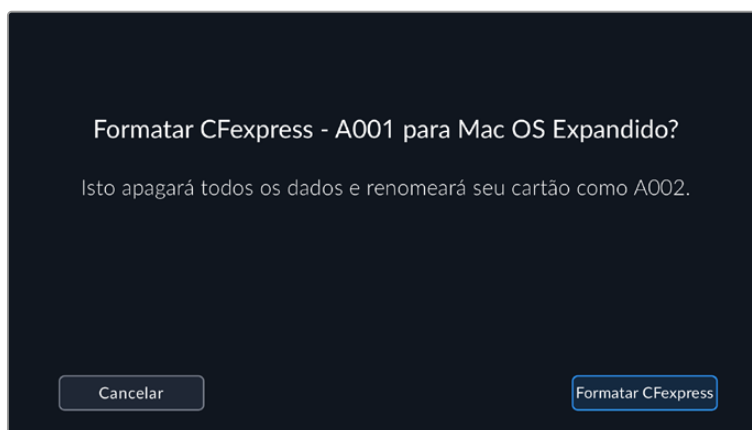 Formatar CFexpress - A001 para Mac OS Expandido?
Isto apagará todos os dados e renomeará seu cartão como A002.
Cancelar
Formatar CFexpress